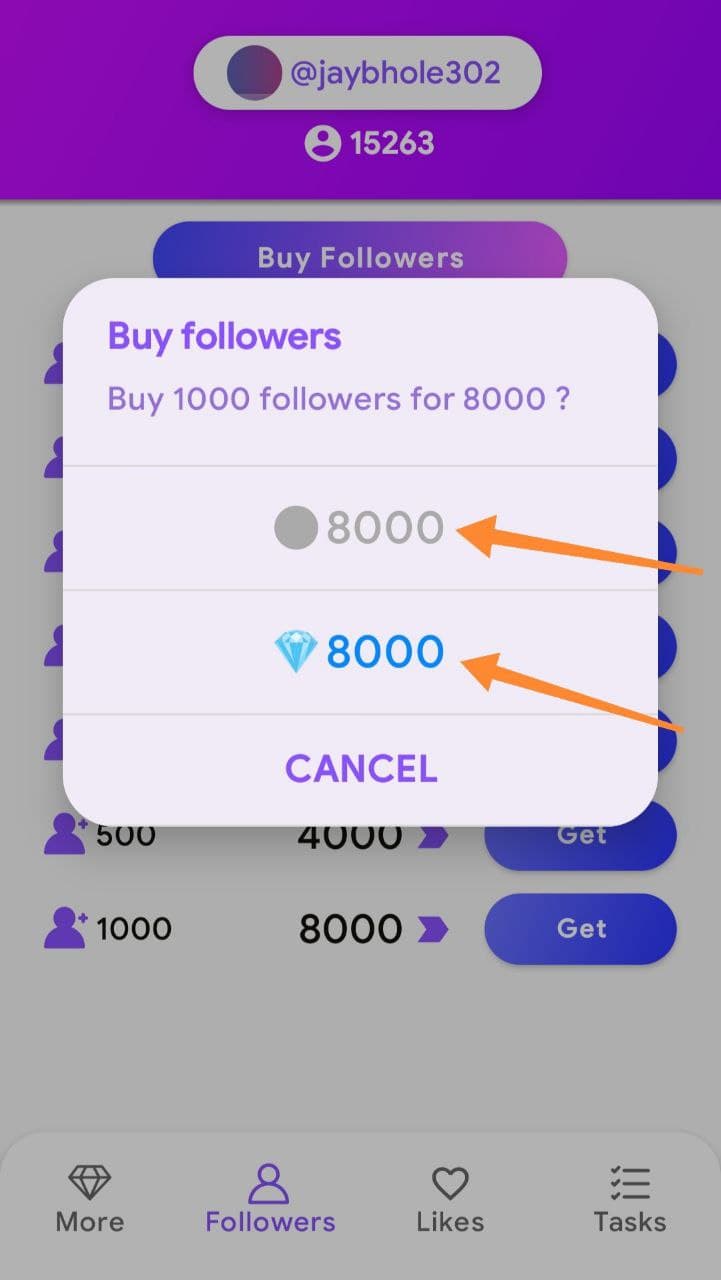 @jaybhole302
15263
Buy Followers
Buy followers
Buy 1000 followers for 8000 ?
8000
8000
CANCEL
500 4000 Get
1000 8000 Get
More Followers Likes Tasks